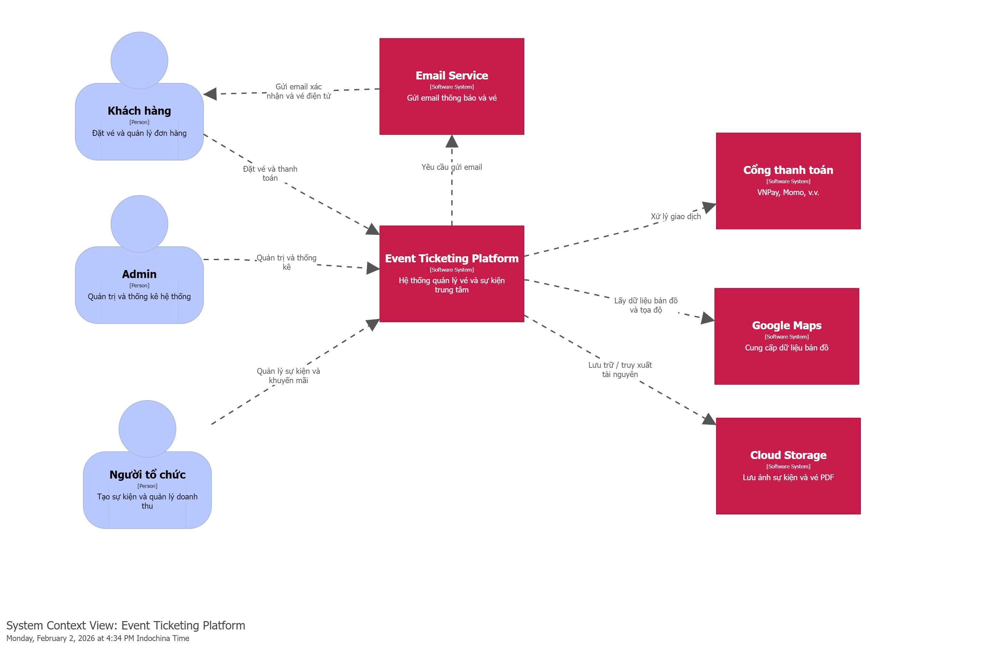 Khách hàng
[Person]
Đặt vé và quản lý đơn hàng
Gửi email xác
nhận và vé điện tử
Email Service
[Software System]
Gửi email thông báo và vé
Đặt vé và thanh
toán
Yêu cầu gửi email
Cổng thanh toán
[Software System]
VNPay, Momo, v.v.
Xử lý giao dịch
Admin
[Person]
Quản trị và thống kê hệ thống
Quản trị và thống
kê
Event Ticketing Platform
[Software System]
Hệ thống quản lý vé và sự kiện
trung tâm
Lấy dữ liệu bản đồ
và tọa độ
Google Maps
[Software System]
Cung cấp dữ liệu bản đồ
Quản lý sự kiện và
khuyến mãi
Lưu trữ / truy xuất
tài nguyên
Người tổ chức
[Person]
Tạo sự kiện và quản lý doanh
thu
Cloud Storage
[Software System]
Lưu ảnh sự kiện và vé PDF
System Context View: Event Ticketing Platform
Monday, February 2, 2026 at 4:34 PM Indochina Time